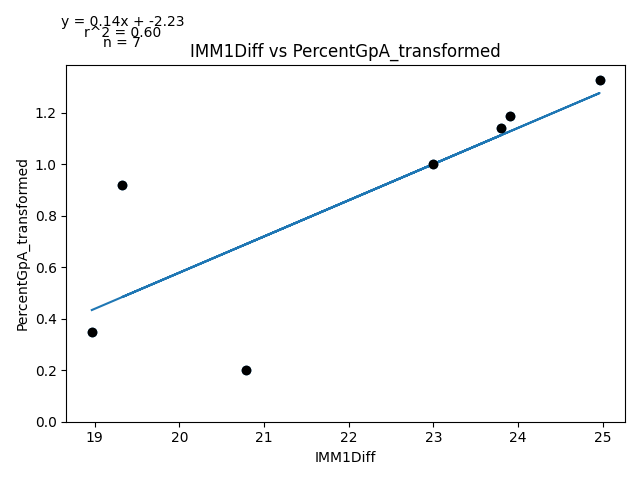 y = 0.14x + -2.23
r^2 = 0.60
n = 7
IMM1Diff vs PercentGpA_transformed
PercentGpA_transformed
1.2
1.0
0.8
0.6
0.4
0.2
0.0
19 20 21 22 23 24 25
IMM1Diff